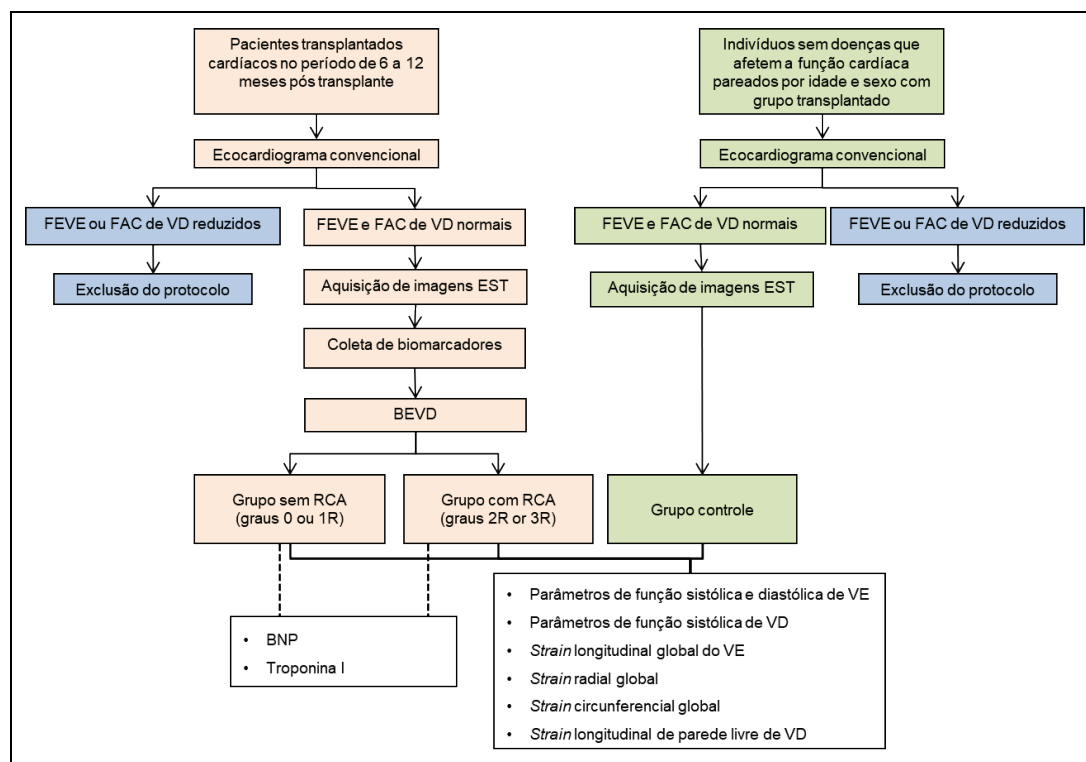 Pacientes transplantados
cardíacos no período de 6 a 12
meses pós transplante
Indivíduos sem doenças que
afetem a função cardíaca
pareados por idade e sexo com
grupo transplantado
Ecocardiograma convencional
Ecocardiograma convencional
FEVE ou FAC de VD reduzidos
FEVE e FAC de VD normais
FEVE e FAC de VD normais
FEVE ou FAC de VD reduzidos
Exclusão do protocolo
Aquisição de imagens EST
Aquisição de imagens EST
Exclusão do protocolo
Coleta de biomarcadores
BEVD
Grupo sem RCA
(graus 0 ou 1R)
Grupo com RCA
(graus 2R or 3R)
Grupo controle
• BNP
• Troponina I
• Parâmetros de função sistólica e diastólica de VE
• Parâmetros de função sistólica de VD
• Strain longitudinal global do VE
• Strain radial global
• Strain circunferencial global
• Strain longitudinal de parede livre de VD